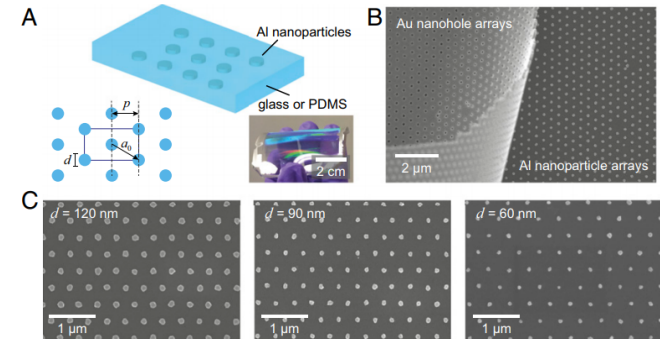 A
Al nanoparticles
glass or PDMS
p
a₀
d
2 cm
B
Au nanohole arrays
2 μm
Al nanoparticle arrays
C
d = 120 nm
1 μm
d = 90 nm
1 μm
d = 60 nm
1 μm